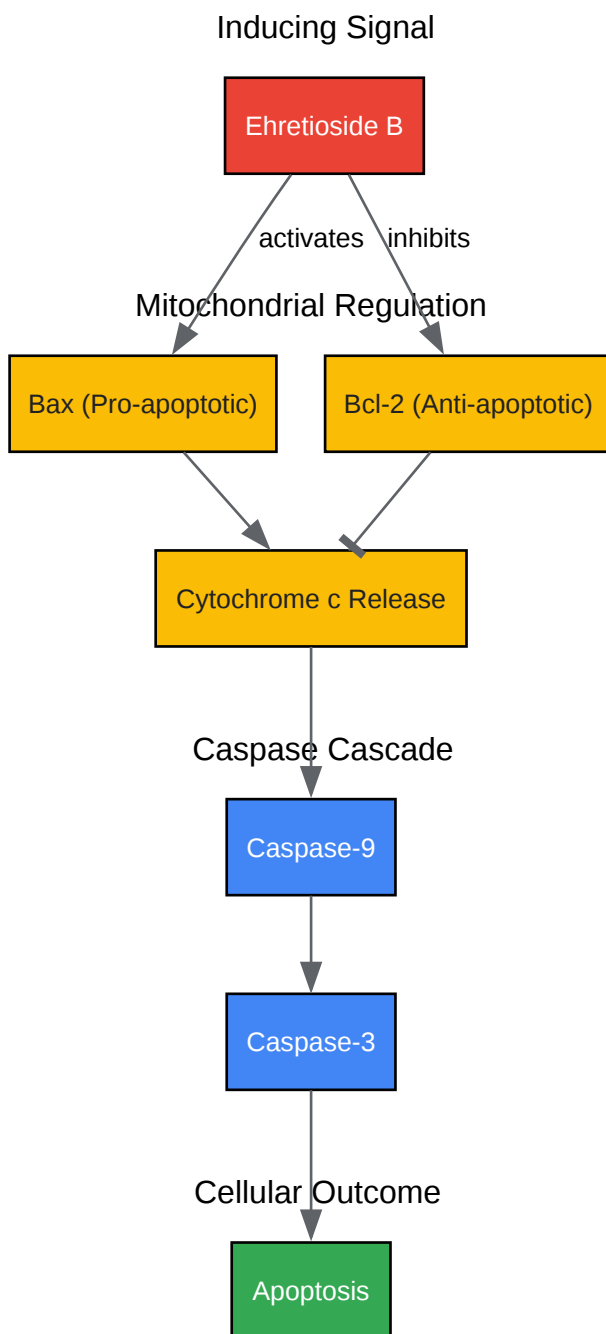 Inducing Signal
Ehretioside B
activates
inhibits
Mitochondrial Regulation
Bax (Pro-apoptotic)
Bcl-2 (Anti-apoptotic)
Cytochrome c Release
Caspase Cascade
Caspase-9
Caspase-3
Cellular Outcome
Apoptosis